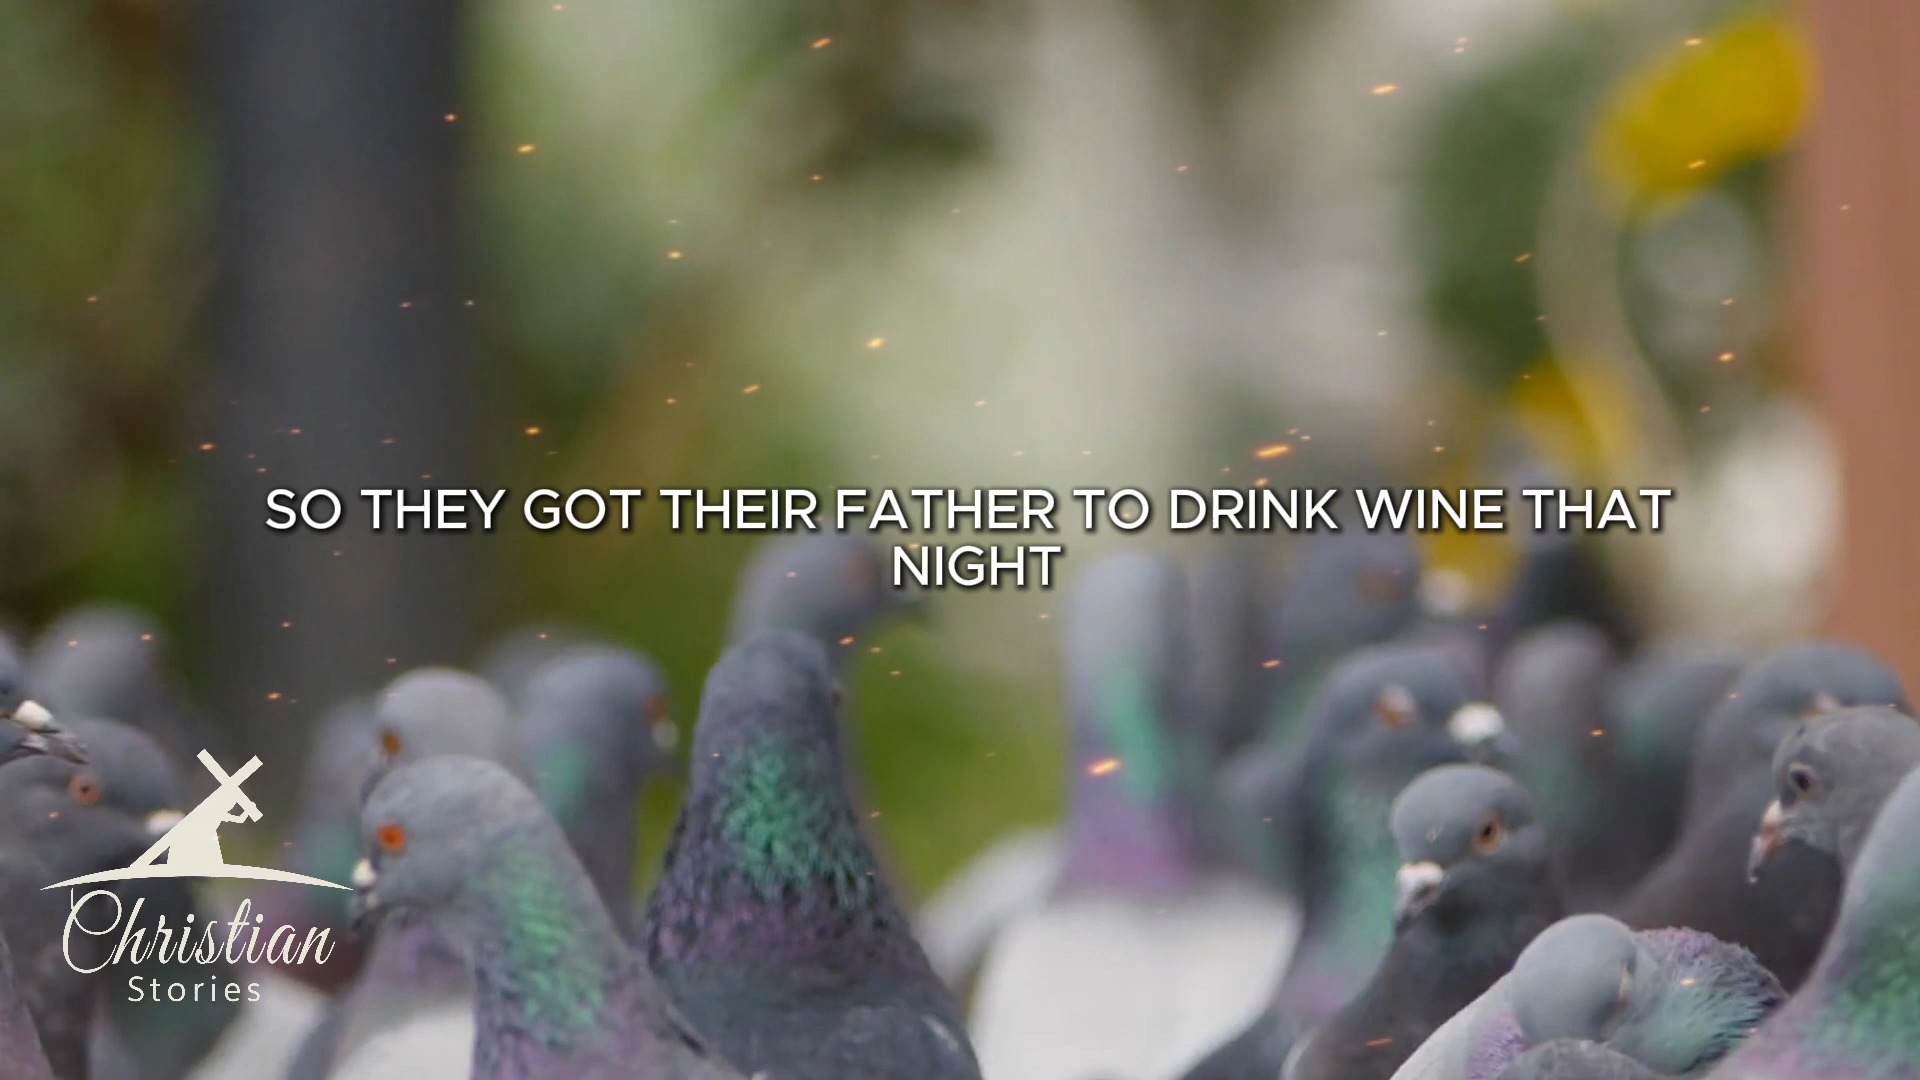 SO THEY GOT THEIR FATHER TO DRINK WINE THAT
NIGHT
Christian
Stories